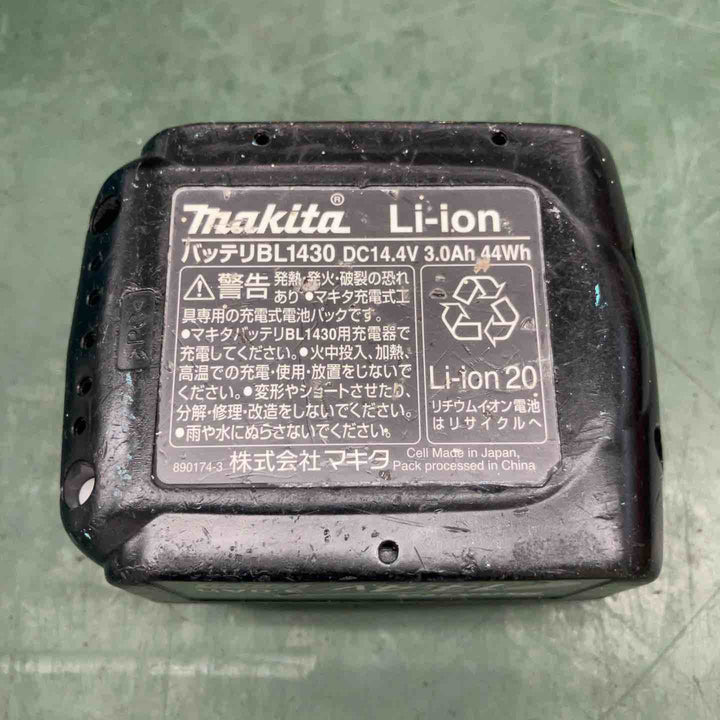 makita® Li-ion
バッテリBL1430 DC14.4V 3.0Ah 44Wh
警告 発熱・発火・破裂の恐れ
あり ●マキタ充電式工
具専用の充電式電池パックです。
●マキタバッテリBL1430用充電器で
充電してください。●火中投入、加熱、
高温での充電・使用・放置をしないで
ください。●変形やショートさせたり、
分解・修理・改造をしないでください。
●雨や水にぬらさないでください。
Li-ion 20
リチウムイオン電池
はリサイクルへ
890174-3 株式会社マキタ
Cell Made in Japan,
Pack processed in China